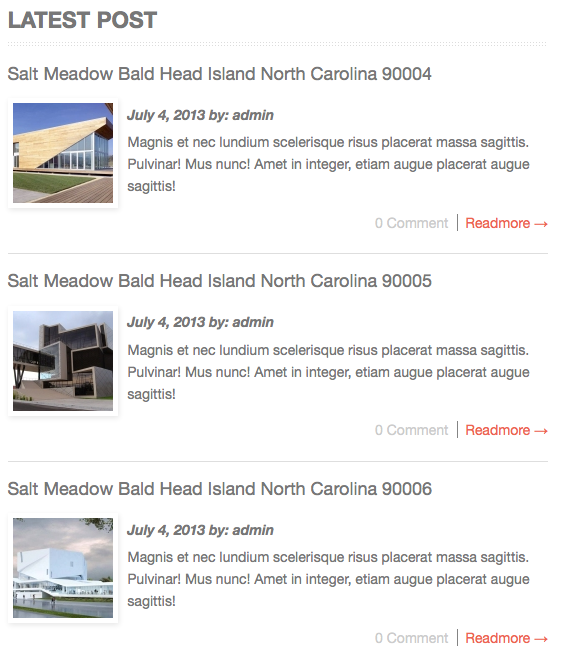 LATEST POST
Salt Meadow Bald Head Island North Carolina 90004
July 4, 2013 by: admin
Magnis et nec lundium scelerisque risus placerat massa sagittis.
Pulvinar! Mus nunc! Amet in integer, etiam augue placerat augue
sagittis!
0 Comment | Readmore →
Salt Meadow Bald Head Island North Carolina 90005
July 4, 2013 by: admin
Magnis et nec lundium scelerisque risus placerat massa sagittis.
Pulvinar! Mus nunc! Amet in integer, etiam augue placerat augue
sagittis!
0 Comment | Readmore →
Salt Meadow Bald Head Island North Carolina 90006
July 4, 2013 by: admin
Magnis et nec lundium scelerisque risus placerat massa sagittis.
Pulvinar! Mus nunc! Amet in integer, etiam augue placerat augue
sagittis!
0 Comment | Readmore →